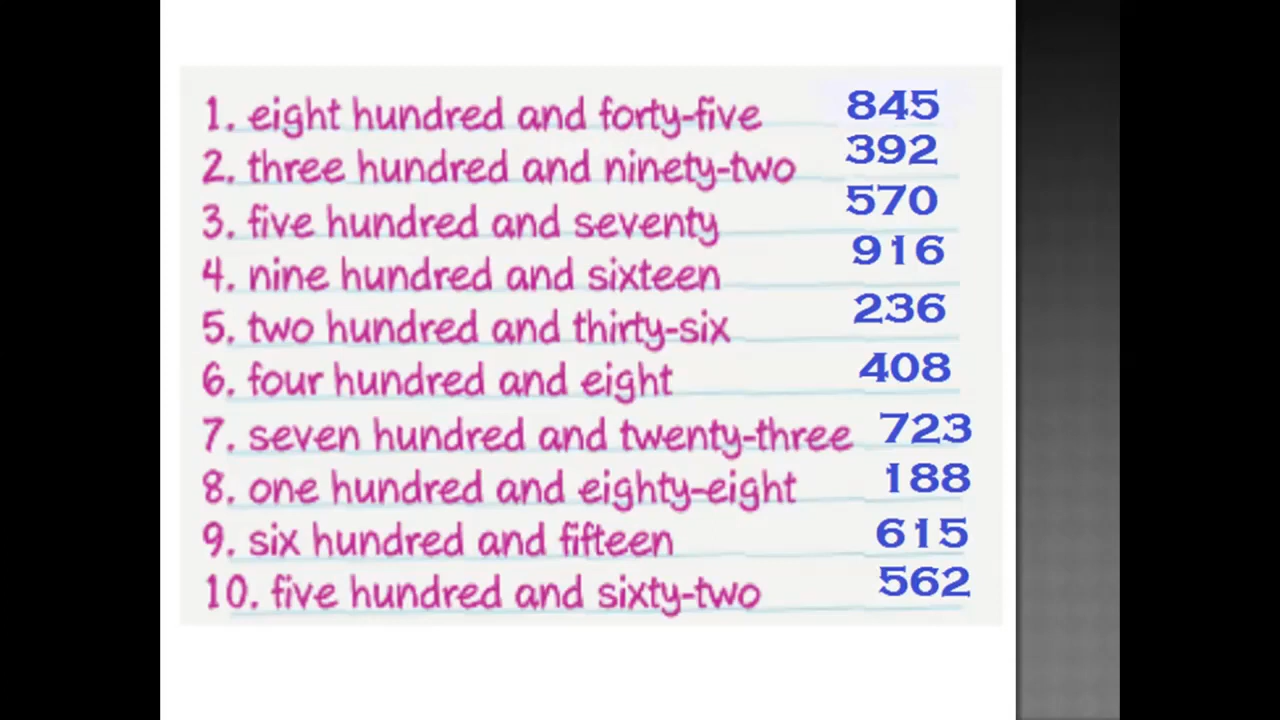 1. eight hundred and forty-five 845
2. three hundred and ninety-two 392
3. five hundred and seventy 570
4. nine hundred and sixteen 916
5. two hundred and thirty-six 236
6. four hundred and eight 408
7. seven hundred and twenty-three 723
8. one hundred and eighty-eight 188
9. six hundred and fifteen 615
10. five hundred and sixty-two 562